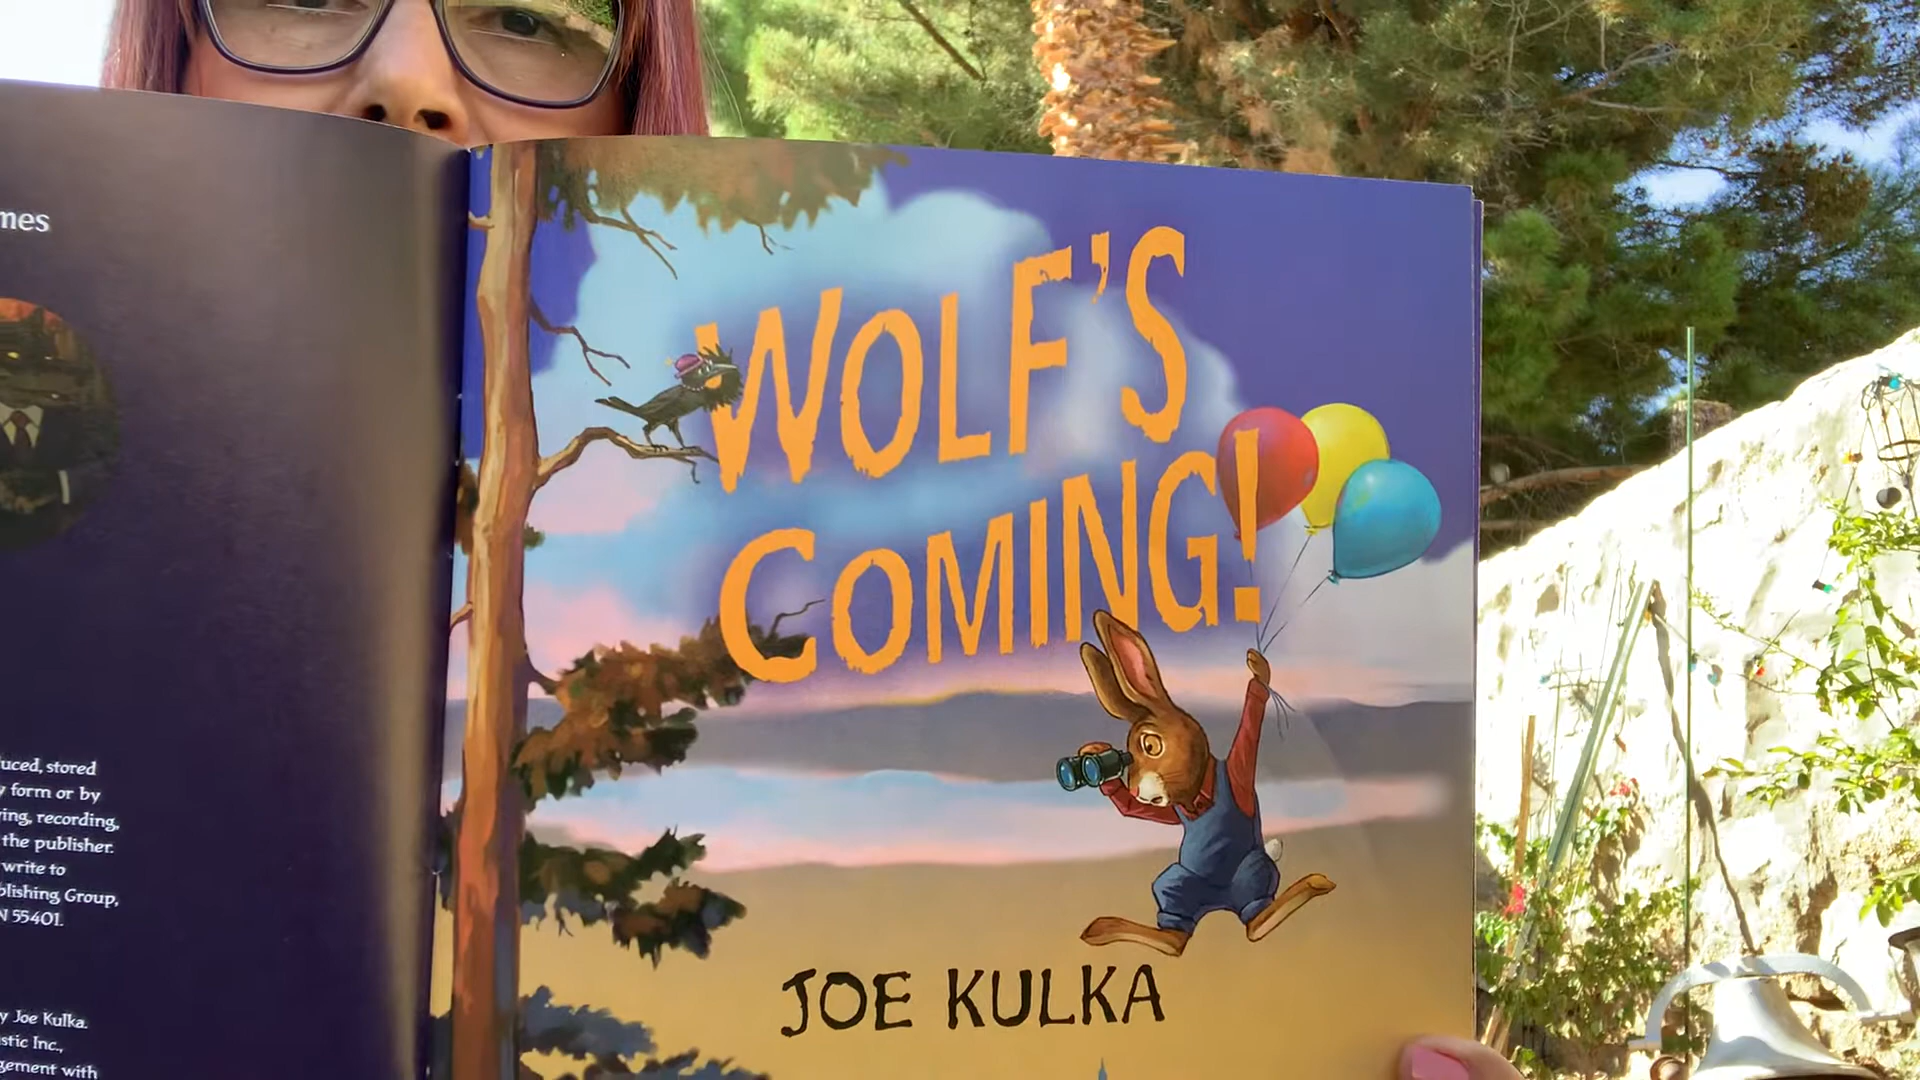 mes
uced, stored
y form or by
ying, recording,
the publisher.
write to
blishing Group,
N 55401.
y Joe Kulka.
stic Inc.,
gement with
WOLF'S
COMING!
JOE KULKA